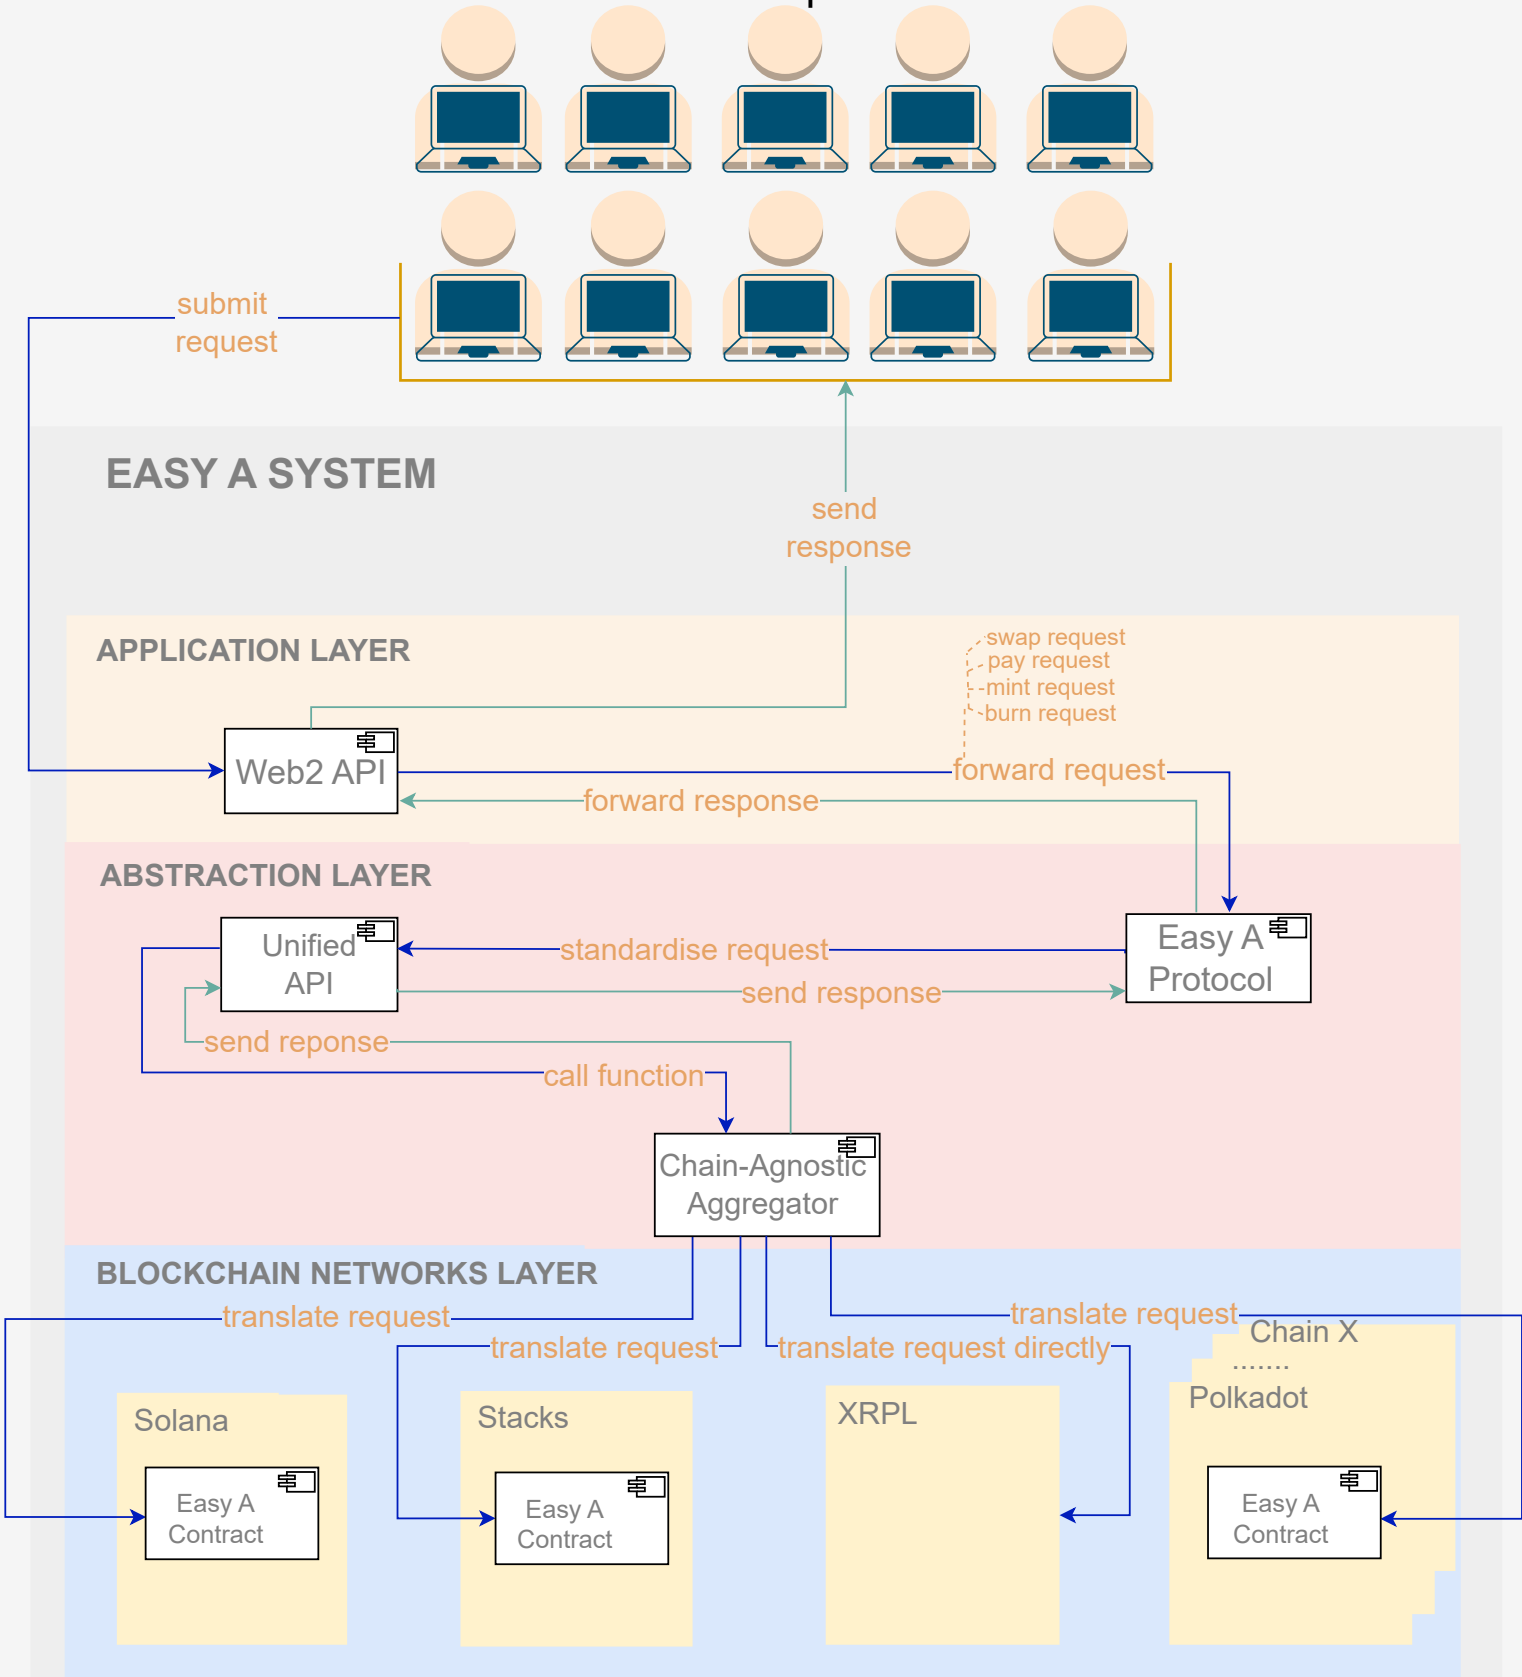 submit
request
EASY A SYSTEM
send
response
APPLICATION LAYER
swap request
pay request
mint request
burn request
Web2 API
forward request
forward response
ABSTRACTION LAYER
Unified
API
standardise request
Easy A
Protocol
send response
send reponse
call function
Chain-Agnostic
Aggregator
BLOCKCHAIN NETWORKS LAYER
translate request
translate request
translate request directly
translate request
Chain X
.......
Polkadot
Solana
Stacks
XRPL
Easy A
Contract
Easy A
Contract
Easy A
Contract